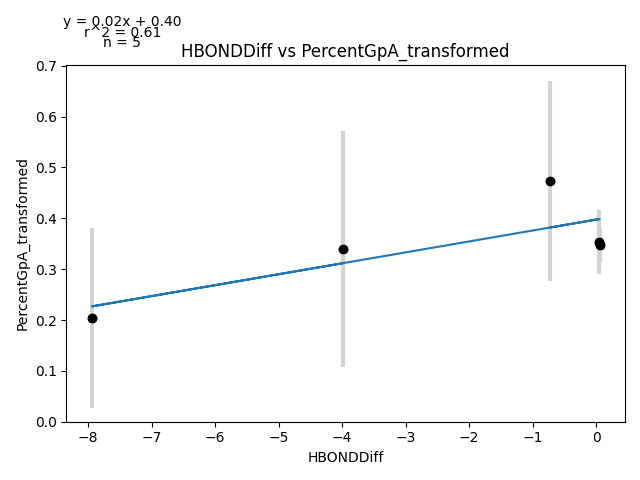 y = 0.02x + 0.40
r^2 = 0.61
n = 5
HBONDDiff vs PercentGpA_transformed
0.7
0.6
0.5
0.4
0.3
0.2
0.1
0.0
PercentGpA_transformed
−8
−7
−6
−5
−4
−3
−2
−1
0
HBONDDiff